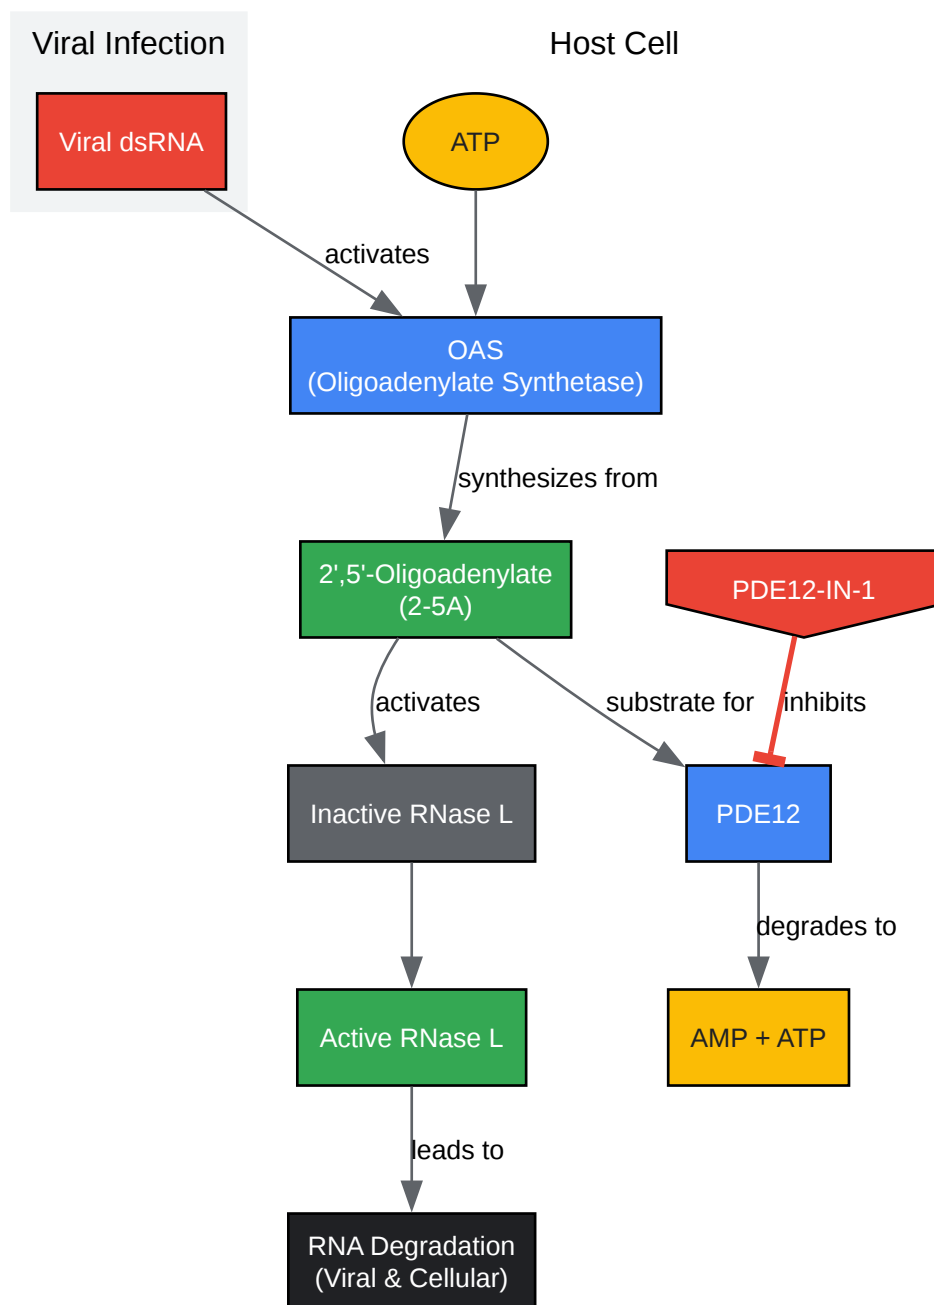 Viral Infection
Host Cell
Viral dsRNA
ATP
activates
OAS
(Oligoadenylate Synthetase)
synthesizes from
2',5'-Oligoadenylate
(2-5A)
PDE12-IN-1
activates
substrate for
inhibits
Inactive RNase L
PDE12
degrades to
Active RNase L
AMP + ATP
leads to
RNA Degradation
(Viral & Cellular)